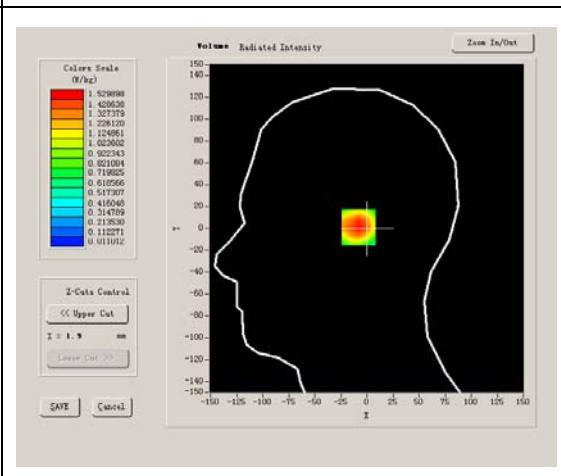 Volume Radiated Intensity
Zoom In/Out
Colors Scale
(W/kg)
1.529898
1.428638
1.327379
1.226120
1.124861
1.023602
0.922343
0.821084
0.719825
0.618566
0.517307
0.416048
0.314789
0.213530
0.112271
0.011012
Z-Cuts Control
<< Upper Cut
Z = 1.9 mm
Lower Cut >>
SAVE Cancel
150
140
120
100
80
60
40
20
0
-20
-40
-60
-80
-100
-120
-140
-150
Y
-150 -125 -100 -75 -50 -25 0 25 50 75 100 125 150
X